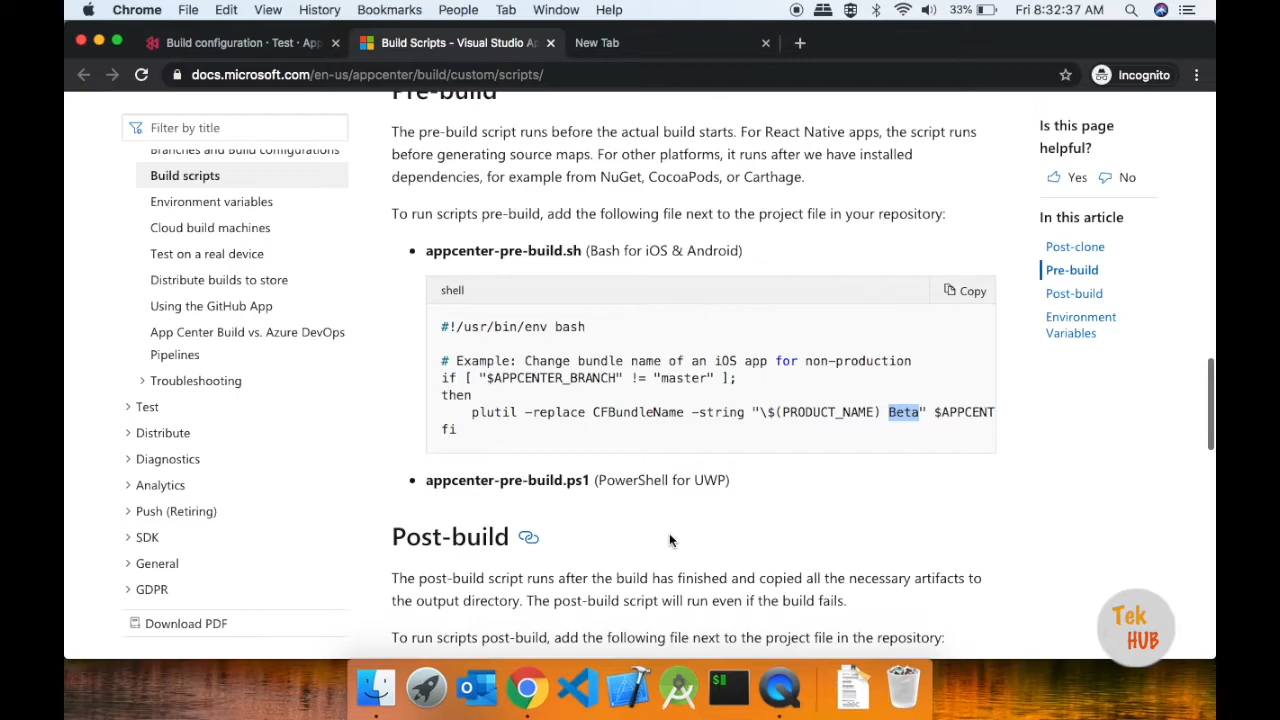 Chrome File Edit View History Bookmarks People Tab Window Help 33% Fri 8:32:37 AM
Build configuration · Test · App Build Scripts - Visual Studio Ap New Tab
docs.microsoft.com/en-us/appcenter/build/custom/scripts/ Incognito
Filter by title
Branches and Build configurations
Build scripts
Environment variables
Cloud build machines
Test on a real device
Distribute builds to store
Using the GitHub App
App Center Build vs. Azure DevOps
Pipelines
Troubleshooting
Test
Distribute
Diagnostics
Analytics
Push (Retiring)
SDK
General
GDPR
Download PDF
Pre-build
The pre-build script runs before the actual build starts. For React Native apps, the script runs
before generating source maps. For other platforms, it runs after we have installed
dependencies, for example from NuGet, CocoaPods, or Carthage.
To run scripts pre-build, add the following file next to the project file in your repository:
• appcenter-pre-build.sh (Bash for iOS & Android)
shell Copy
#!/usr/bin/env bash
# Example: Change bundle name of an iOS app for non-production
if [ "$APPCENTER_BRANCH" != "master" ];
then
plutil -replace CFBundleName -string "\$(PRODUCT_NAME) Beta" $APPCENT
fi
• appcenter-pre-build.ps1 (PowerShell for UWP)
Post-build
The post-build script runs after the build has finished and copied all the necessary artifacts to
the output directory. The post-build script will run even if the build fails.
To run scripts post-build, add the following file next to the project file in the repository:
Is this page
helpful?
Yes No
In this article
Post-clone
Pre-build
Post-build
Environment
Variables
Tek
HUB